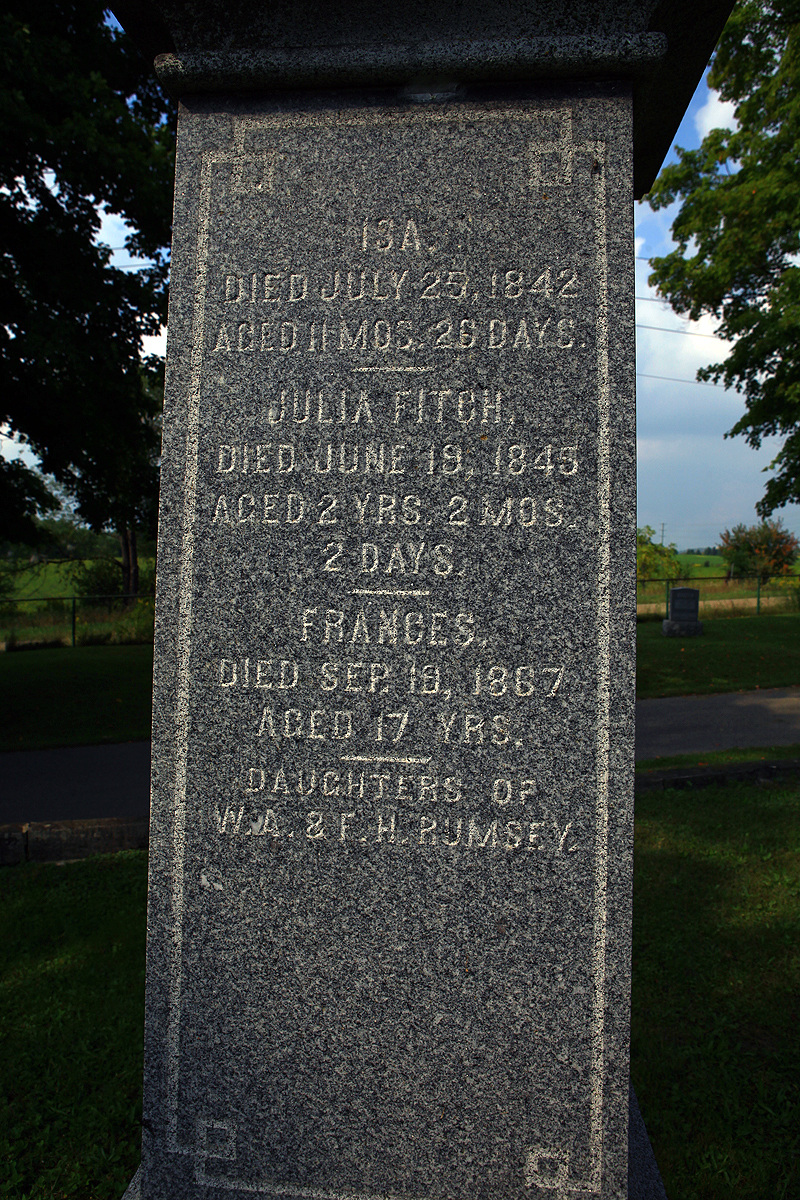 ISA.
DIED JULY 25, 1842
AGED 11 MOS. 26 DAYS.
JULIA FITCH.
DIED JUNE 19, 1845
AGED 2 YRS. 2 MOS.
2 DAYS.
FRANCES.
DIED SEP. 19, 1867
AGED 17 YRS.
DAUGHTERS OF
W. A. & F. H. RUMSEY.